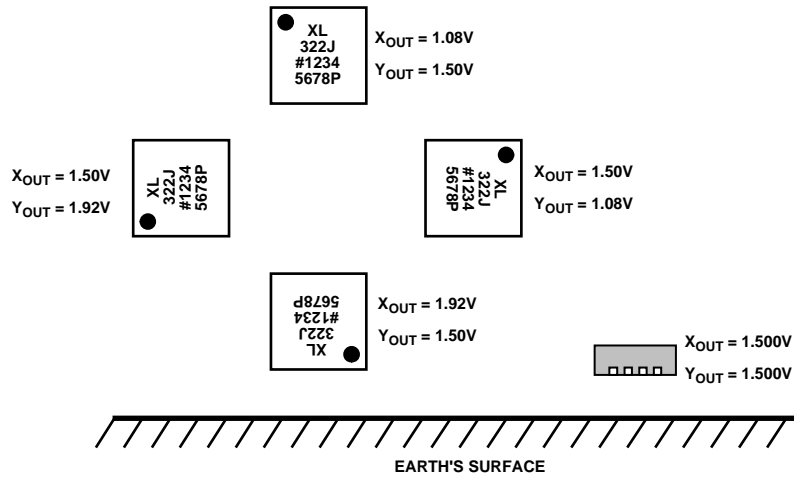 XL
322J
#1234
5678P
XOUT = 1.08V
YOUT = 1.50V
XOUT = 1.50V
YOUT = 1.92V
XL
322J
#1234
5678P
XL
322J
#1234
5678P
XOUT = 1.50V
YOUT = 1.08V
XL
322J
#1234
5678P
XOUT = 1.92V
YOUT = 1.50V
XOUT = 1.500V
YOUT = 1.500V
EARTH'S SURFACE